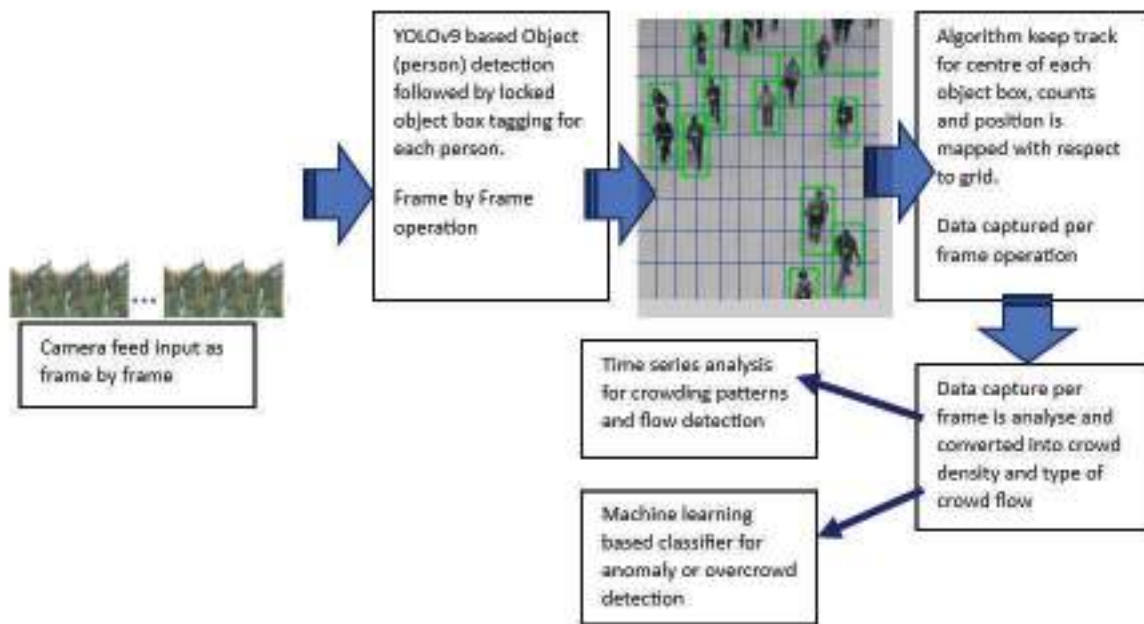 Camera feed input as
frame by frame
YOLOv9 based Object
(person) detection
followed by locked
object box tagging for
each person.
Frame by Frame
operation
Algorithm keep track
for centre of each
object box, counts
and position is
mapped with respect
to grid.
Data captured per
frame operation
Data capture per
frame is analyse and
converted into crowd
density and type of
crowd flow
Time series analysis
for crowding patterns
and flow detection
Machine learning
based classifier for
anomaly or overcrowd
detection